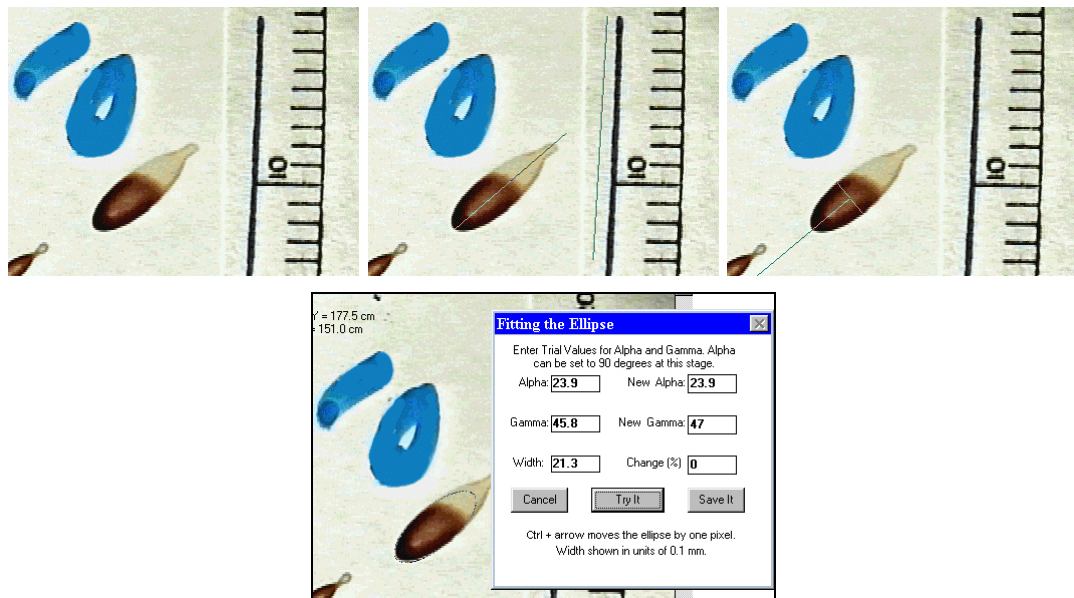 10
10
10
Y = 177.5 cm
= 151.0 cm
Fitting the Ellipse
Enter Trial Values for Alpha and Gamma. Alpha
can be set to 90 degrees at this stage.
Alpha: 23.9 New Alpha: 23.9
Gamma: 45.8 New Gamma: 47
Width: 21.3 Change (%) 0
Cancel Try It Save It
Ctrl + arrow moves the ellipse by one pixel.
Width shown in units of 0.1 mm.